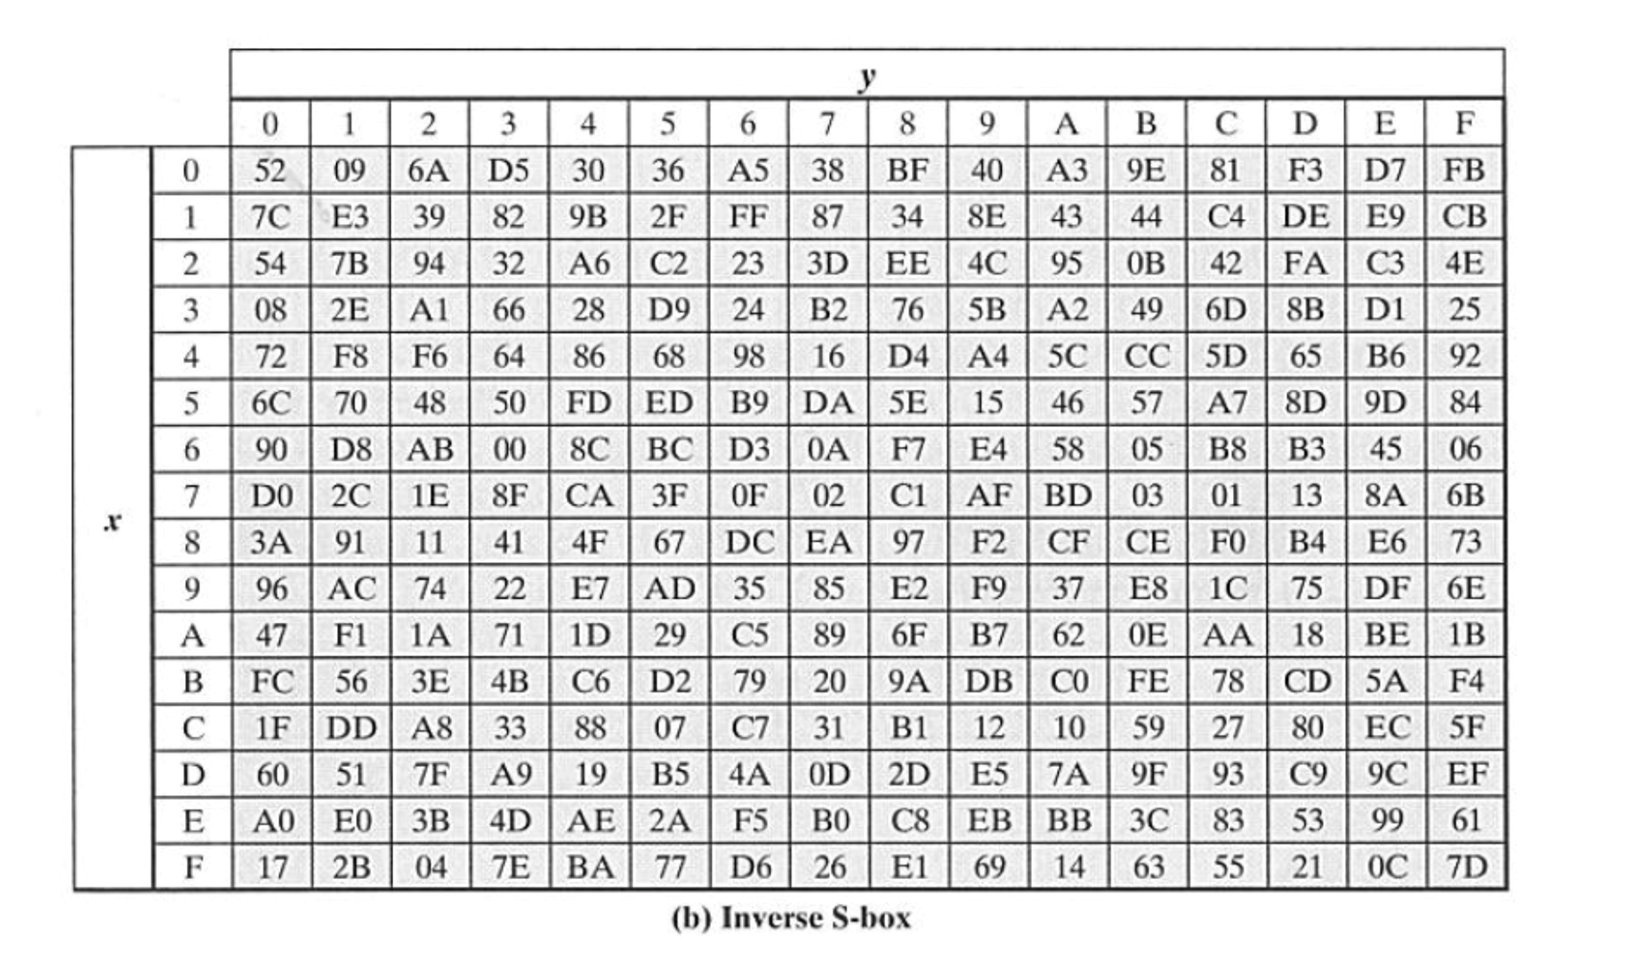 y
0 1 2 3 4 5 6 7 8 9 A B C D E F
0 52 09 6A D5 30 36 A5 38 BF 40 A3 9E 81 F3 D7 FB
1 7C E3 39 82 9B 2F FF 87 34 8E 43 44 C4 DE E9 CB
2 54 7B 94 32 A6 C2 23 3D EE 4C 95 0B 42 FA C3 4E
3 08 2E A1 66 28 D9 24 B2 76 5B A2 49 6D 8B D1 25
4 72 F8 F6 64 86 68 98 16 D4 A4 5C CC 5D 65 B6 92
5 6C 70 48 50 FD ED B9 DA 5E 15 46 57 A7 8D 9D 84
6 90 D8 AB 00 8C BC D3 0A F7 E4 58 05 B8 B3 45 06
7 D0 2C 1E 8F CA 3F 0F 02 C1 AF BD 03 01 13 8A 6B
x
8 3A 91 11 41 4F 67 DC EA 97 F2 CF CE F0 B4 E6 73
9 96 AC 74 22 E7 AD 35 85 E2 F9 37 E8 1C 75 DF 6E
A 47 F1 1A 71 1D 29 C5 89 6F B7 62 0E AA 18 BE 1B
B FC 56 3E 4B C6 D2 79 20 9A DB C0 FE 78 CD 5A F4
C 1F DD A8 33 88 07 C7 31 B1 12 10 59 27 80 EC 5F
D 60 51 7F A9 19 B5 4A 0D 2D E5 7A 9F 93 C9 9C EF
E A0 E0 3B 4D AE 2A F5 B0 C8 EB BB 3C 83 53 99 61
F 17 2B 04 7E BA 77 D6 26 E1 69 14 63 55 21 0C 7D
(b) Inverse S-box